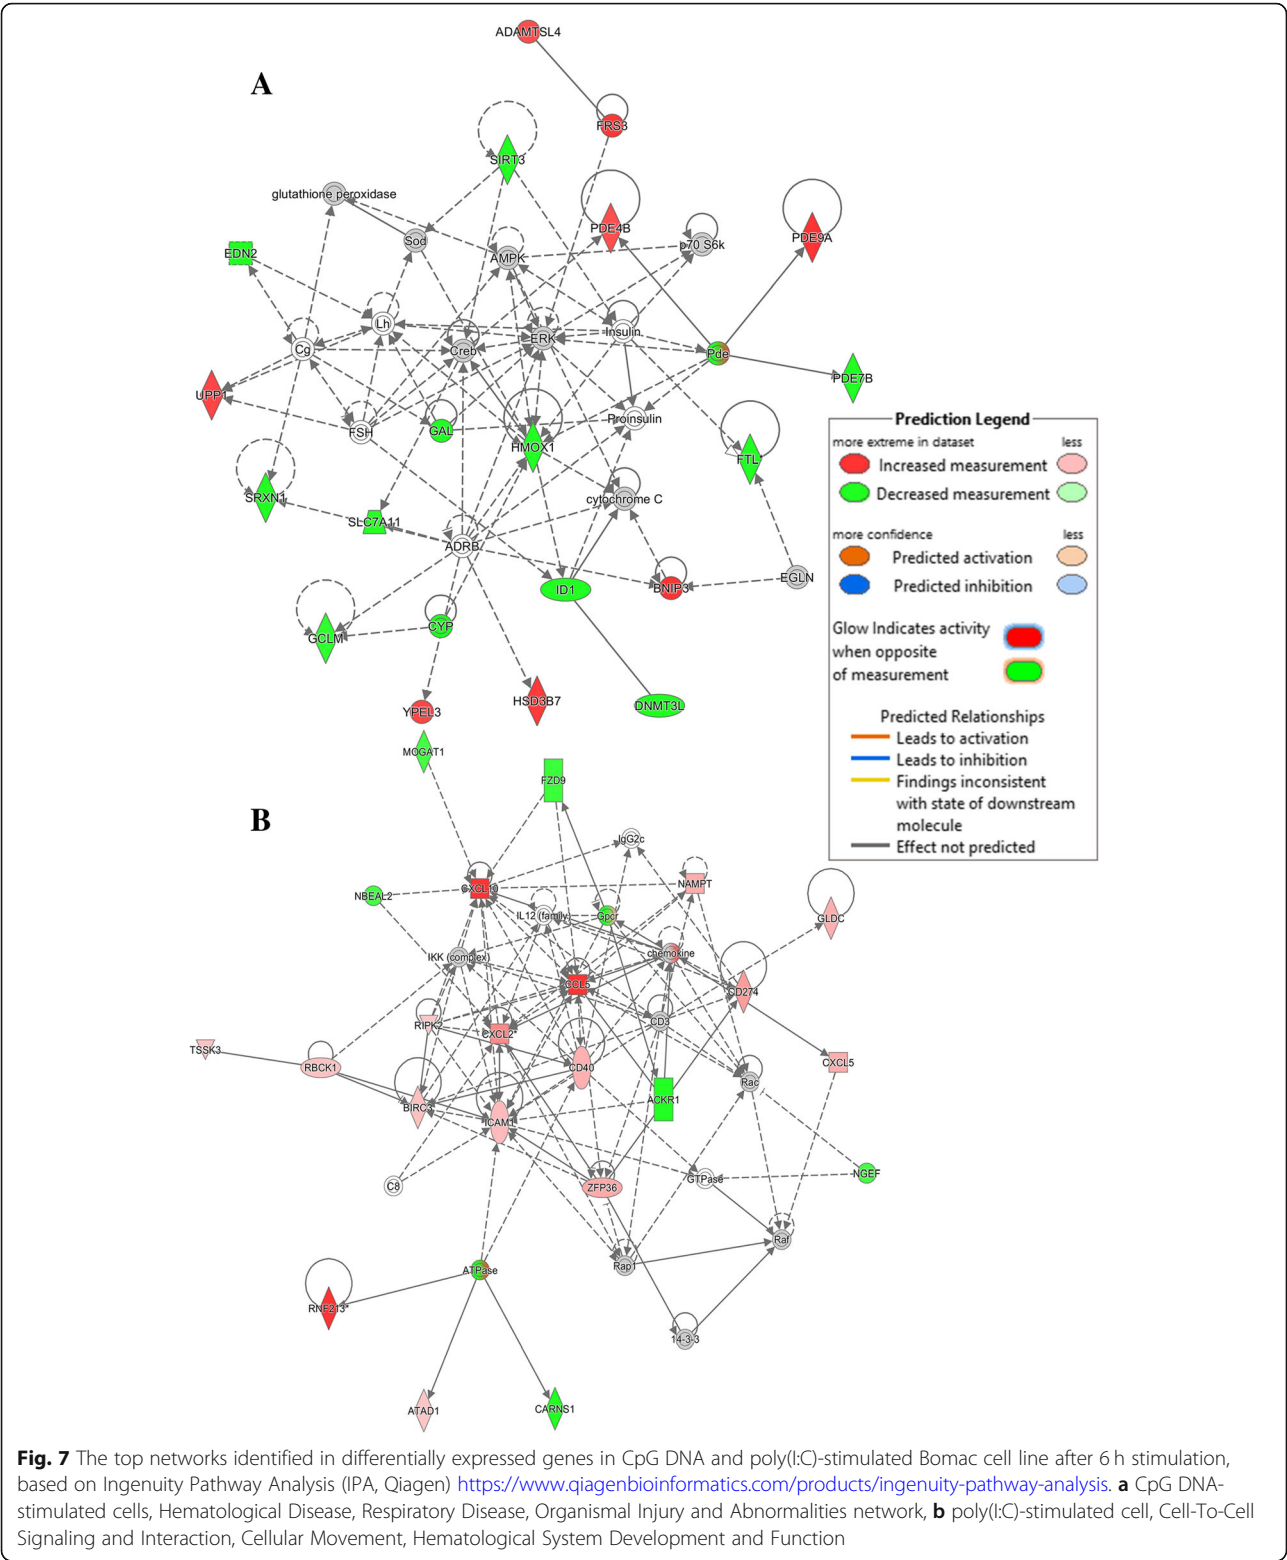 A
ADAMTSL4
FRS3
SIRT3
glutathione peroxidase
PDE4B
PDE9A
Sod
p70 S6k
EDN2
AMPK
Lh
Insulin
ERK
Cg
Creb
Pde
PDE7B
UPP1
Proinsulin
FSH
GAL
HMOX1
FTL
SRXN1
cytochrome C
SLC7A11
ADRB
EGLN
ID1
BNIP3
GCLM
CYP
HSD3B7
DNMT3L
YPEL3
Prediction Legend
more extreme in dataset less
Increased measurement
Decreased measurement
more confidence less
Predicted activation
Predicted inhibition
Glow Indicates activity
when opposite
of measurement
Predicted Relationships
Leads to activation
Leads to inhibition
Findings inconsistent
with state of downstream
molecule
Effect not predicted
B
MOGAT1
FZD9
IgG2c
NBEAL2
CXCL10
NAMPT
IL12 (family)
Gpcr
GLDC
IKK (complex)
chemokine
CCL5
CD274
RIPK2
CXCL2*
CD3
TSSK3
RBCK1
CD40
CXCL5
Rac
BIRC3
ACKR1
ICAM1
C8
ZFP36
GTPase
NGEF
Raf
ATPase
Rap1
RNF213*
14-3-3
ATAD1
CARNS1
Fig. 7 The top networks identified in differentially expressed genes in CpG DNA and poly(I:C)-stimulated Bomac cell line after 6 h stimulation,
based on Ingenuity Pathway Analysis (IPA, Qiagen) https://www.qiagenbioinformatics.com/products/ingenuity-pathway-analysis. a CpG DNA-
stimulated cells, Hematological Disease, Respiratory Disease, Organismal Injury and Abnormalities network, b poly(I:C)-stimulated cell, Cell-To-Cell
Signaling and Interaction, Cellular Movement, Hematological System Development and Function